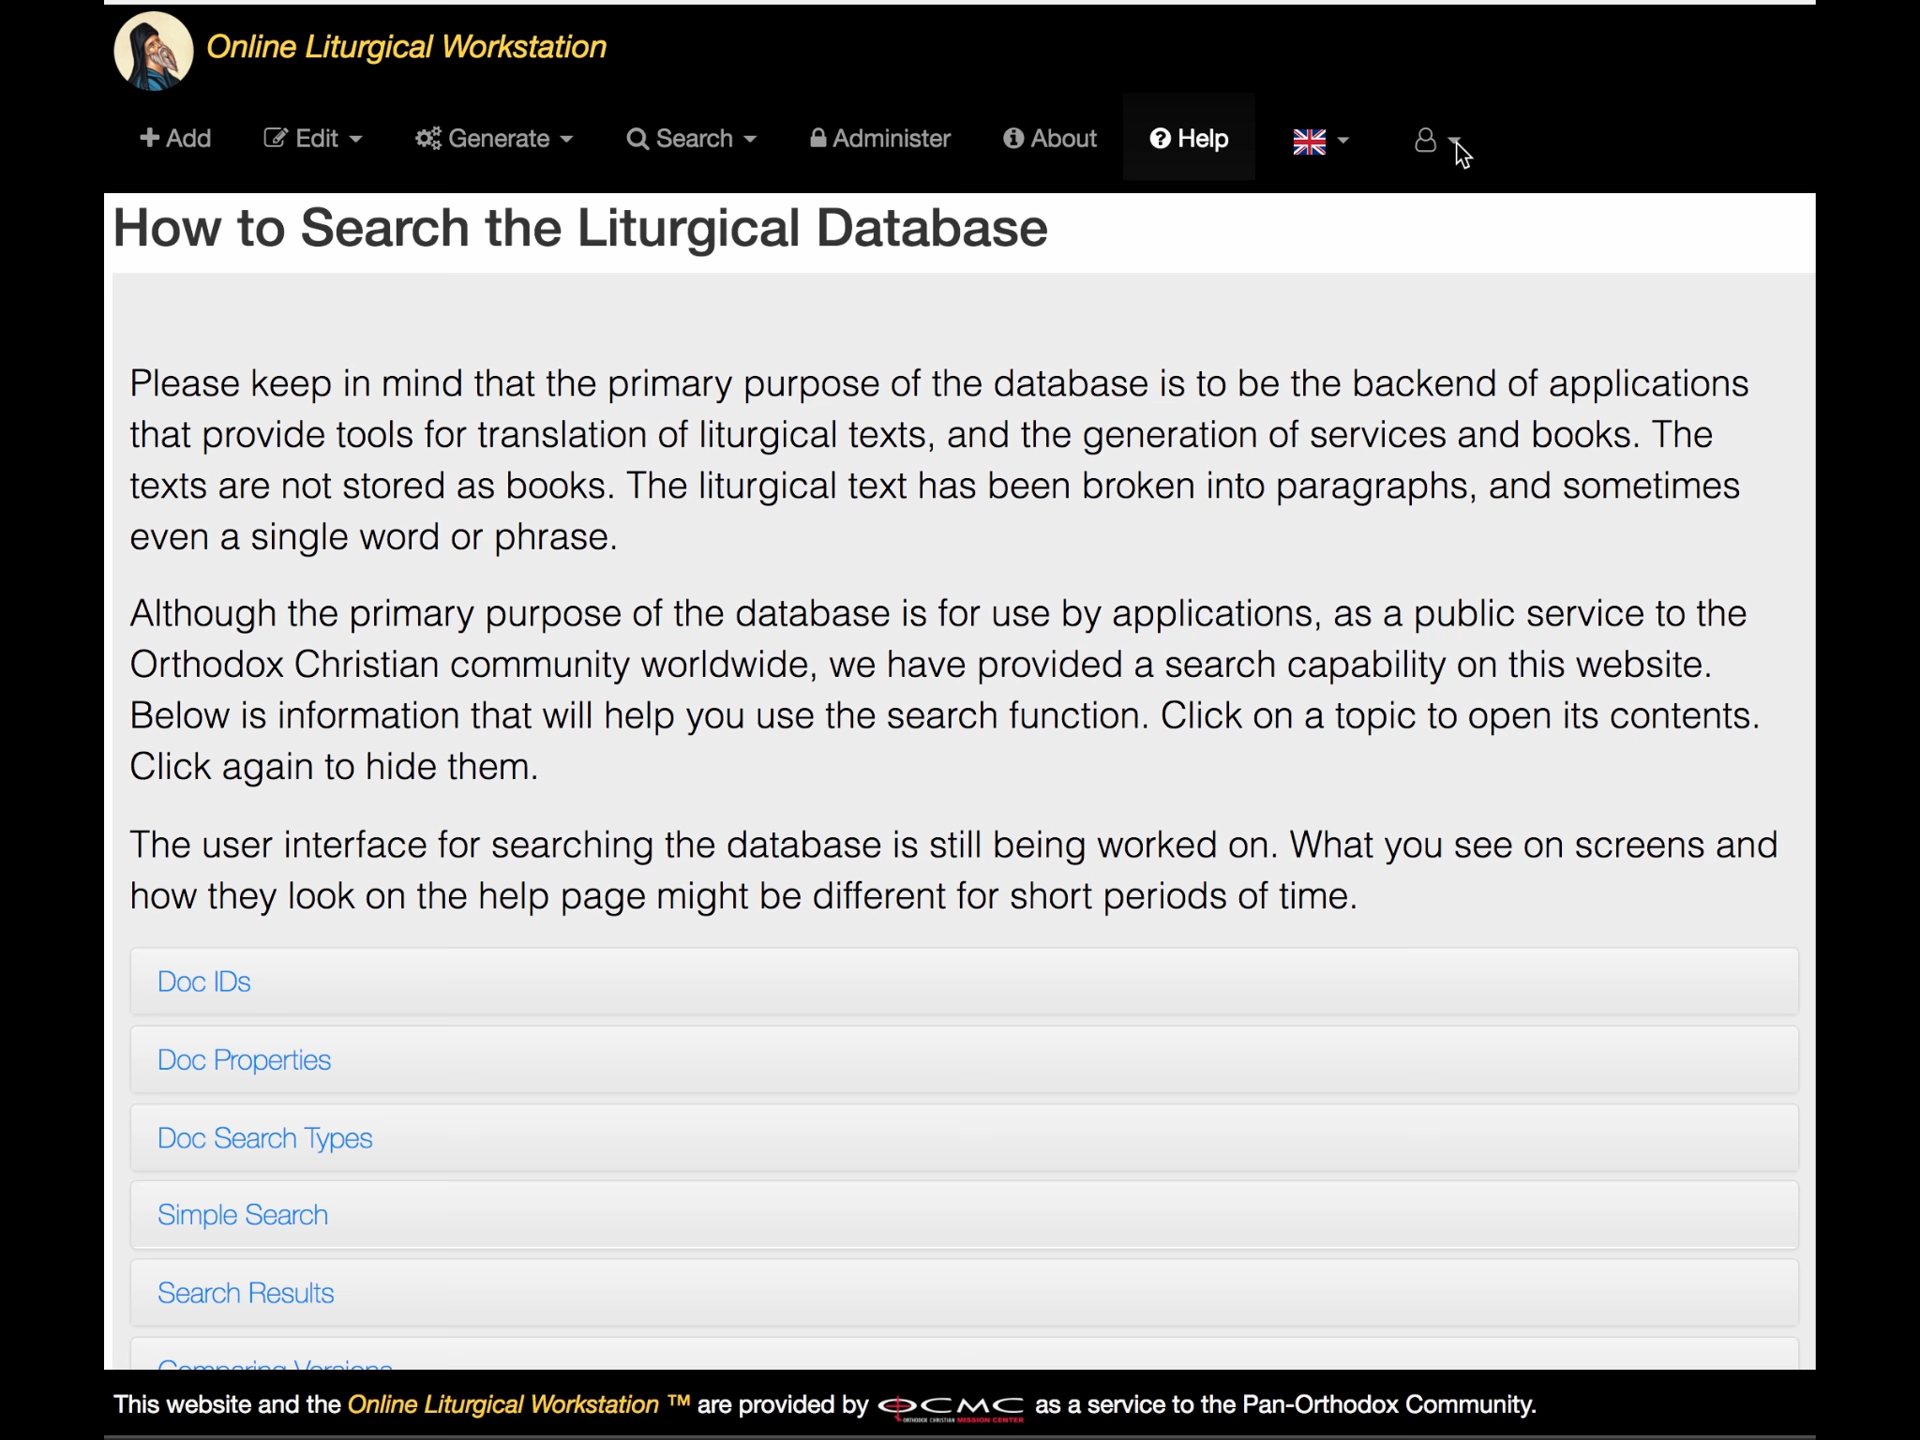 Online Liturgical Workstation
Add Edit Generate Search Administer About Help
How to Search the Liturgical Database
Please keep in mind that the primary purpose of the database is to be the backend of applications
that provide tools for translation of liturgical texts, and the generation of services and books. The
texts are not stored as books. The liturgical text has been broken into paragraphs, and sometimes
even a single word or phrase.
Although the primary purpose of the database is for use by applications, as a public service to the
Orthodox Christian community worldwide, we have provided a search capability on this website.
Below is information that will help you use the search function. Click on a topic to open its contents.
Click again to hide them.
The user interface for searching the database is still being worked on. What you see on screens and
how they look on the help page might be different for short periods of time.
Doc IDs
Doc Properties
Doc Search Types
Simple Search
Search Results
Comparing Versions
This website and the Online Liturgical Workstation ™ are provided by OCMC as a service to the Pan-Orthodox Community.
ORTHODOX CHRISTIAN MISSION CENTER